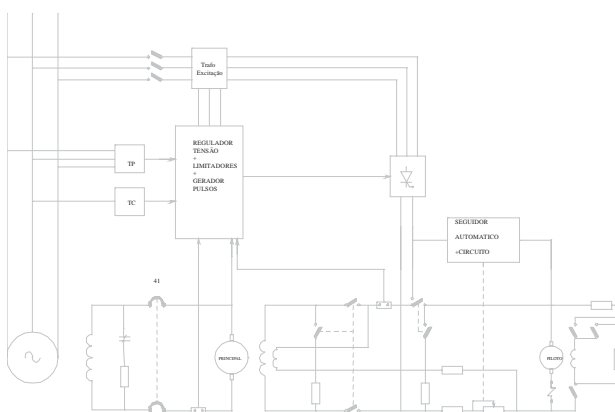 Trafo
Excitação
REGULADOR
TENSÃO
+
LIMITADORES
+
GERADOR
PULSOS
TP
TC
SEGUIDOR
AUTOMATICO
+CIRCUITO
41
PRINCIPAL
PILOTO